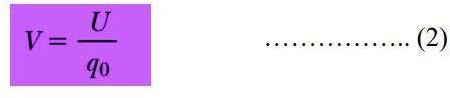 V = U / q₀ ................. (2)